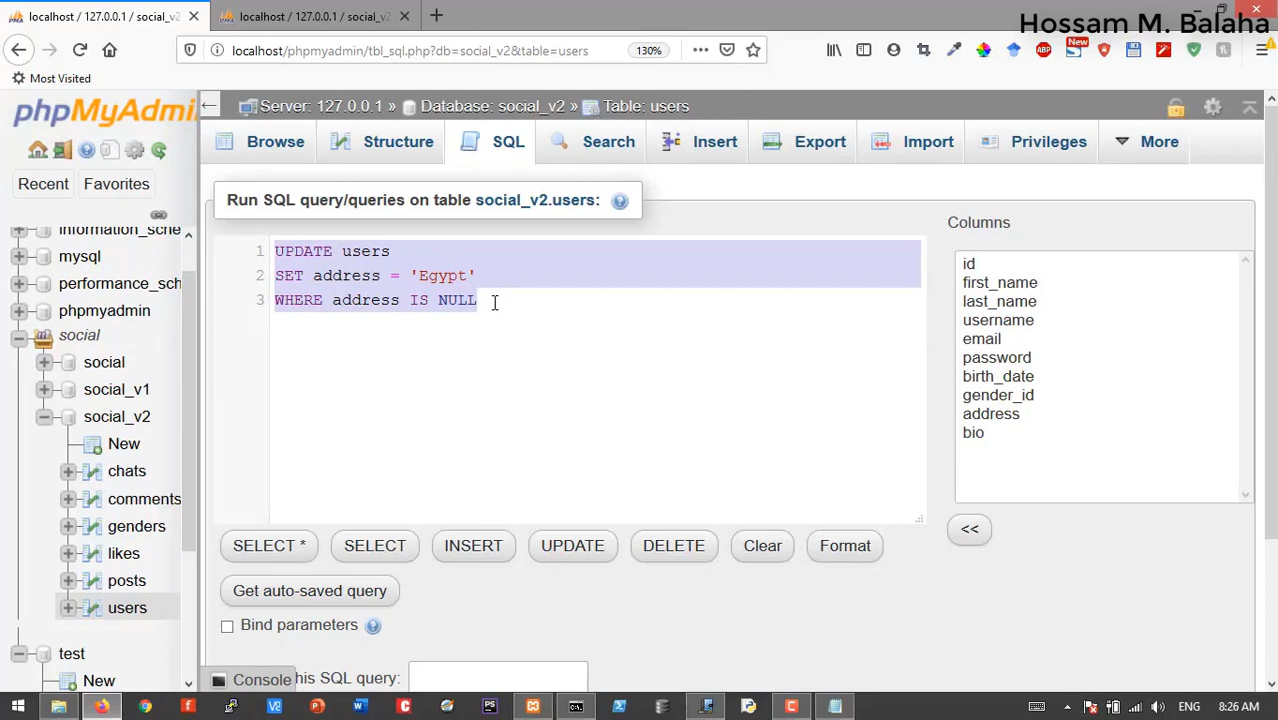 localhost / 127.0.0.1 / social_v2
localhost / 127.0.0.1 / social_v2
Hossam M. Balaha
localhost/phpmyadmin/tbl_sql.php?db=social_v2&table=users
130%
ABP
New
Most Visited
phpMyAdmin
Recent
Favorites
information_sche
mysql
performance_sch
phpmyadmin
social
social
social_v1
social_v2
New
chats
comments
genders
likes
posts
users
test
New
Server: 127.0.0.1 » Database: social_v2 » Table: users
Browse
Structure
SQL
Search
Insert
Export
Import
Privileges
More
Run SQL query/queries on table social_v2.users:
1 UPDATE users
2 SET address = 'Egypt'
3 WHERE address IS NULL
Columns
id
first_name
last_name
username
email
password
birth_date
gender_id
address
bio
<<
SELECT *
SELECT
INSERT
UPDATE
DELETE
Clear
Format
Get auto-saved query
Bind parameters
Console
his SQL query:
ENG
8:26 AM